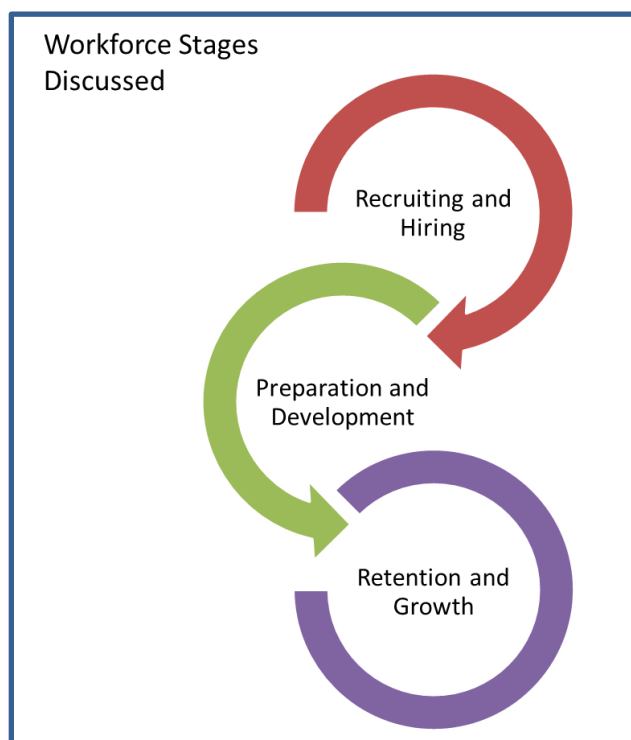 Workforce Stages
Discussed
Recruiting and
Hiring
Preparation and
Development
Retention and
Growth